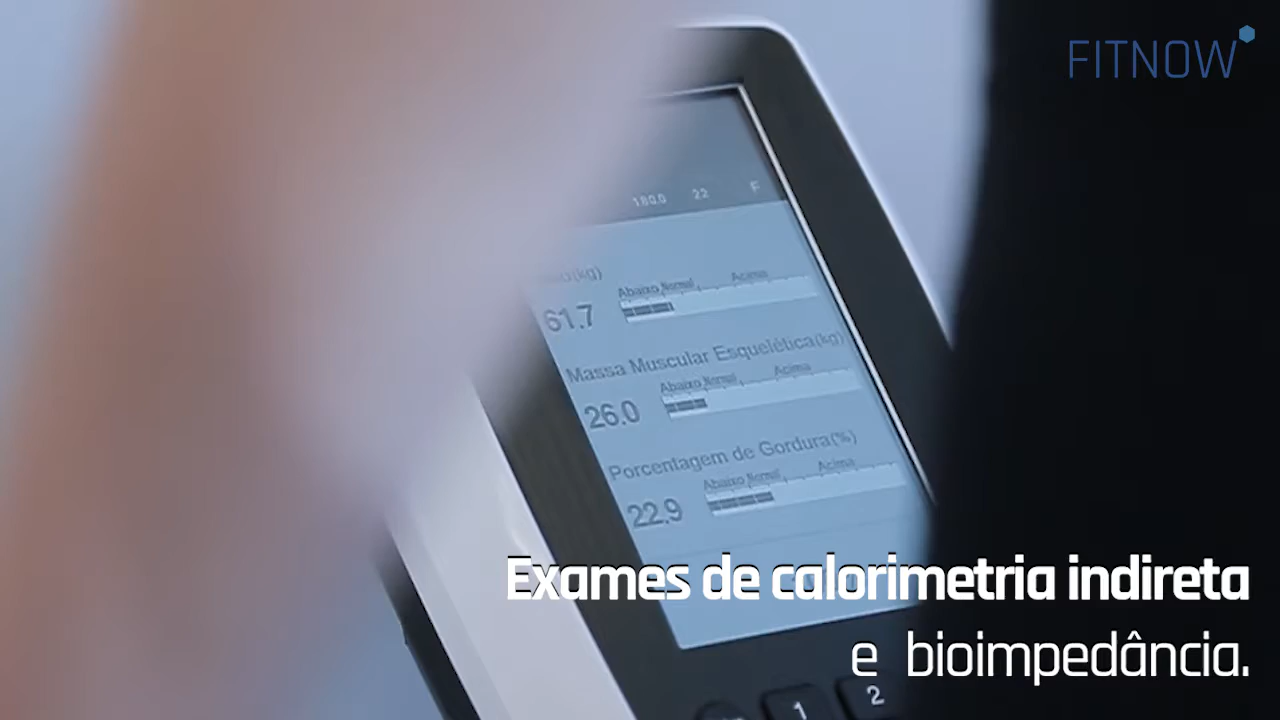 FITNOW
180.0 22 F
(kg)
Abaixo Normal Acima
61.7
Massa Muscular Esquelética(kg)
Abaixo Normal Acima
26.0
Porcentagem de Gordura(%)
Abaixo Normal Acima
22.9
Exames de calorimetria indireta
e bioimpedância.
1 2